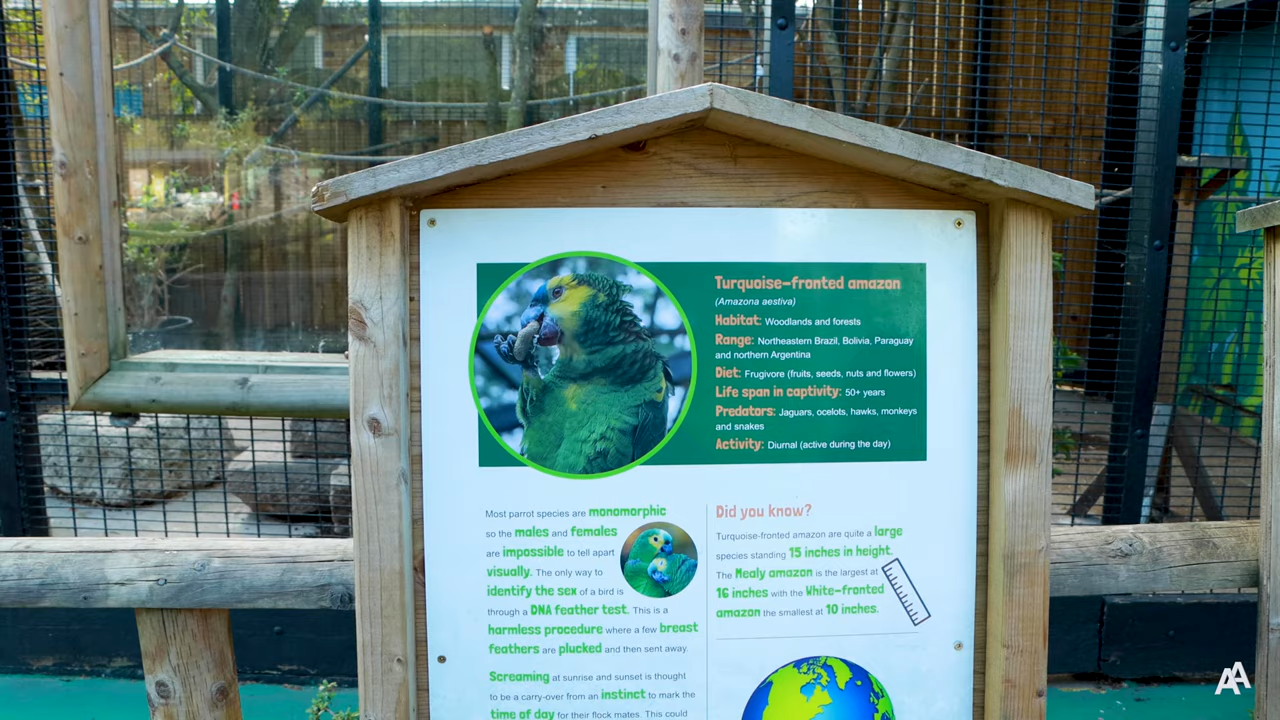 Turquoise-fronted amazon
(Amazona aestiva)
Habitat: Woodlands and forests
Range: Northeastern Brazil, Bolivia, Paraguay
and northern Argentina
Diet: Frugivore (fruits, seeds, nuts and flowers)
Life span in captivity: 50+ years
Predators: Jaguars, ocelots, hawks, monkeys
and snakes
Activity: Diurnal (active during the day)
Most parrot species are monomorphic
so the males and females
are impossible to tell apart
visually. The only way to
identify the sex of a bird is
through a DNA feather test. This is a
harmless procedure where a few breast
feathers are plucked and then sent away.
Screaming at sunrise and sunset is thought
to be a carry-over from an instinct to mark the
time of day for their flock mates. This could
Did you know?
Turquoise-fronted amazon are quite a large
species standing 15 inches in height.
The Mealy amazon is the largest at
16 inches with the White-fronted
amazon the smallest at 10 inches.
AA